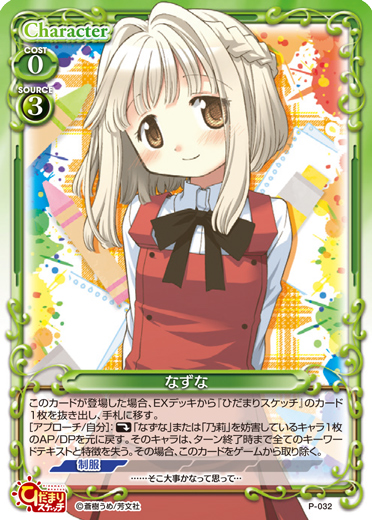 Character
COST
0
SOURCE
3
なずな
このカードが登場した場合、EXデッキから「ひだまりスケッチ」のカード
1枚を抜き出し、手札に移す。
[アプローチ/自分]:「なずな」または「乃莉」を妨害しているキャラ1枚
のAP/DPを元に戻す。そのキャラは、ターン終了時まで全てのキーワー
ドテキストと特徴を失う。その場合、このカードをゲームから取り除く。
制服
……そこ大事かなって思って…
ひだまり
スケッチ
©蒼樹うめ/芳文社
P-032